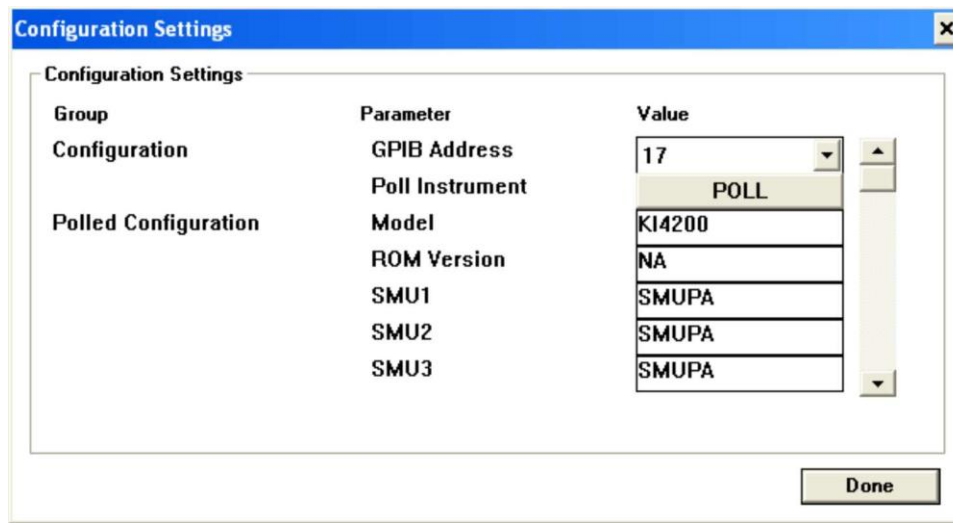 Configuration Settings
Configuration Settings
Group Parameter Value
Configuration GPIB Address 17
Poll Instrument POLL
Polled Configuration Model KI4200
ROM Version NA
SMU1 SMUPA
SMU2 SMUPA
SMU3 SMUPA
Done